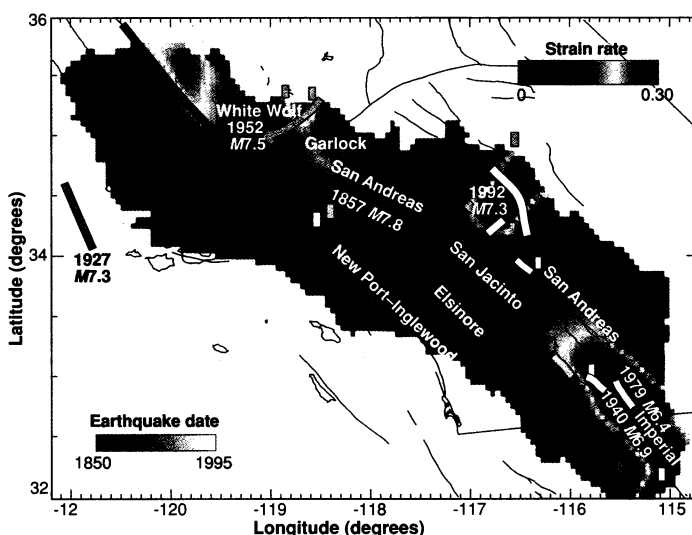 36
Strain rate
0
0.30
White Wolf
1952
M7.5
Garlock
San Andreas
1857 M7.8
1992
M7.3
Latitude (degrees)
34
1927
M7.3
New Port–Inglewood
Elsinore
San Jacinto
San Andreas
1979 M6.4
1940 M6.9
Imperial
Earthquake date
1850
1995
32
-12
-120
-119
-118
-117
-116
-115
Longitude (degrees)